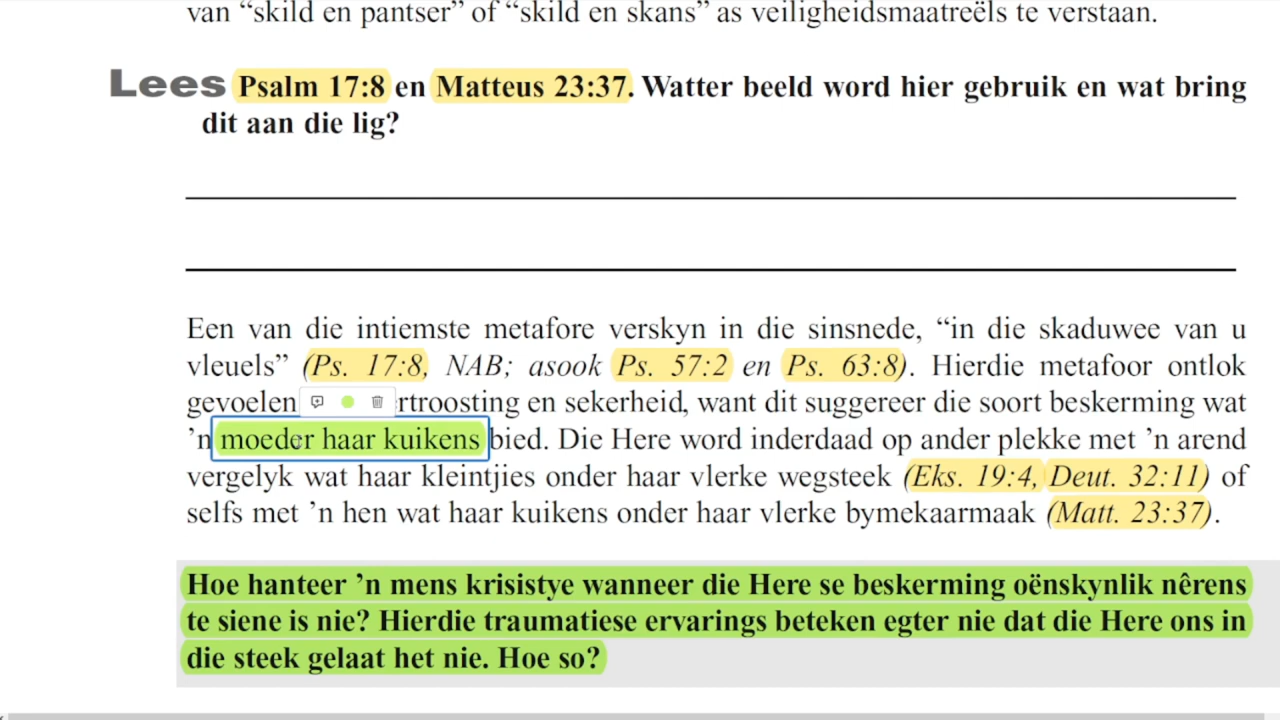 van “skild en pantser” of “skild en skans” as veiligheidsmaatreëls te verstaan.
Lees Psalm 17:8 en Matteus 23:37. Watter beeld word hier gebruik en wat bring
dit aan die lig?
Een van die intiemste metafore verskyn in die sinsnede, “in die skaduwee van u
vleuels” (Ps. 17:8, NAB; asook Ps. 57:2 en Ps. 63:8). Hierdie metafoor ontlok
gevoelens rtroosting en sekerheid, want dit suggereer die soort beskerming wat
’n moeder haar kuikens bied. Die Here word inderdaad op ander plekke met ’n arend
vergelyk wat haar kleintjies onder haar vlerke wegsteek (Eks. 19:4, Deut. 32:11) of
selfs met ’n hen wat haar kuikens onder haar vlerke bymekaarmaak (Matt. 23:37).
Hoe hanteer ’n mens krisistye wanneer die Here se beskerming oënskynlik nêrens
te siene is nie? Hierdie traumatiese ervarings beteken egter nie dat die Here ons in
die steek gelaat het nie. Hoe so?